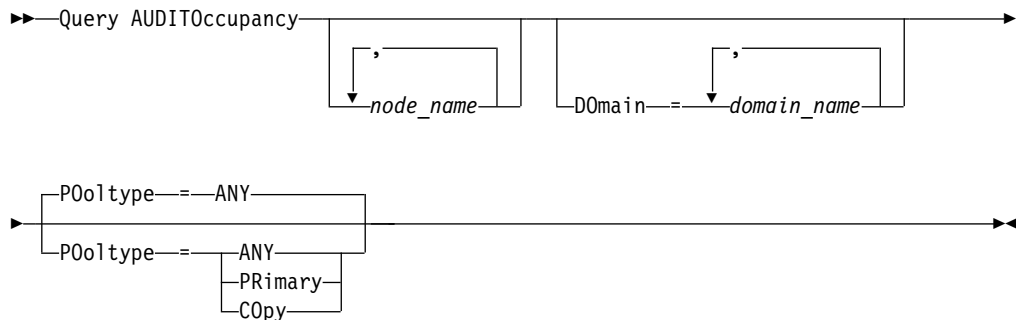 Query AUDITOccupancy
, ,
node_name DOmain = domain_name
POoltype = ANY
POoltype = ANY
PRimary
COpy